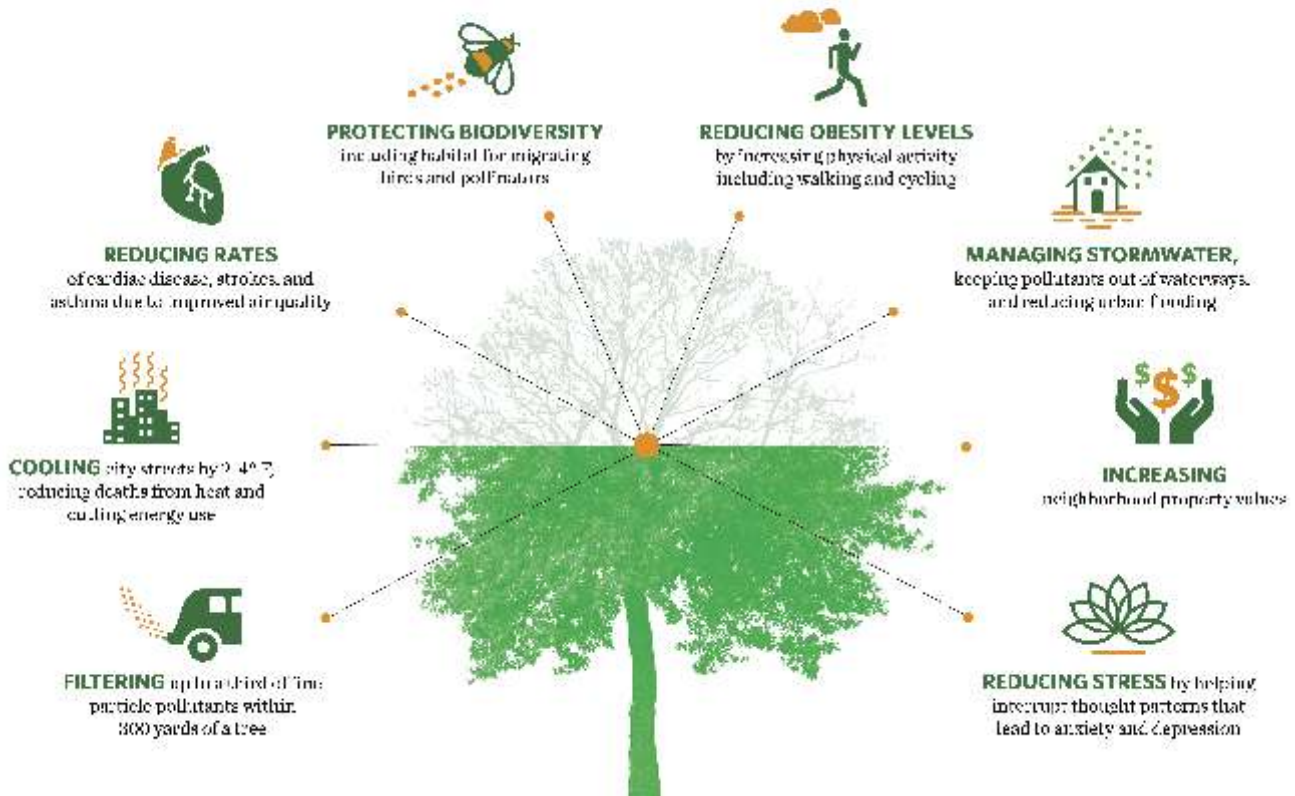 PROTECTING BIODIVERSITY
including habitat for migrating
birds and pollinators
REDUCING OBESITY LEVELS
by increasing physical activity
including walking and cycling
REDUCING RATES
of cardiac disease, strokes, and
asthma due to improved air quality
MANAGING STORMWATER,
keeping pollutants out of waterways,
and reducing urban flooding
COOLING city streets by 2-4° F,
reducing deaths from heat and
cutting energy use
$ $ $
INCREASING
neighborhood property values
FILTERING up to a third of fine
particle pollutants within
300 yards of a tree
REDUCING STRESS by helping
interrupt thought patterns that
lead to anxiety and depression